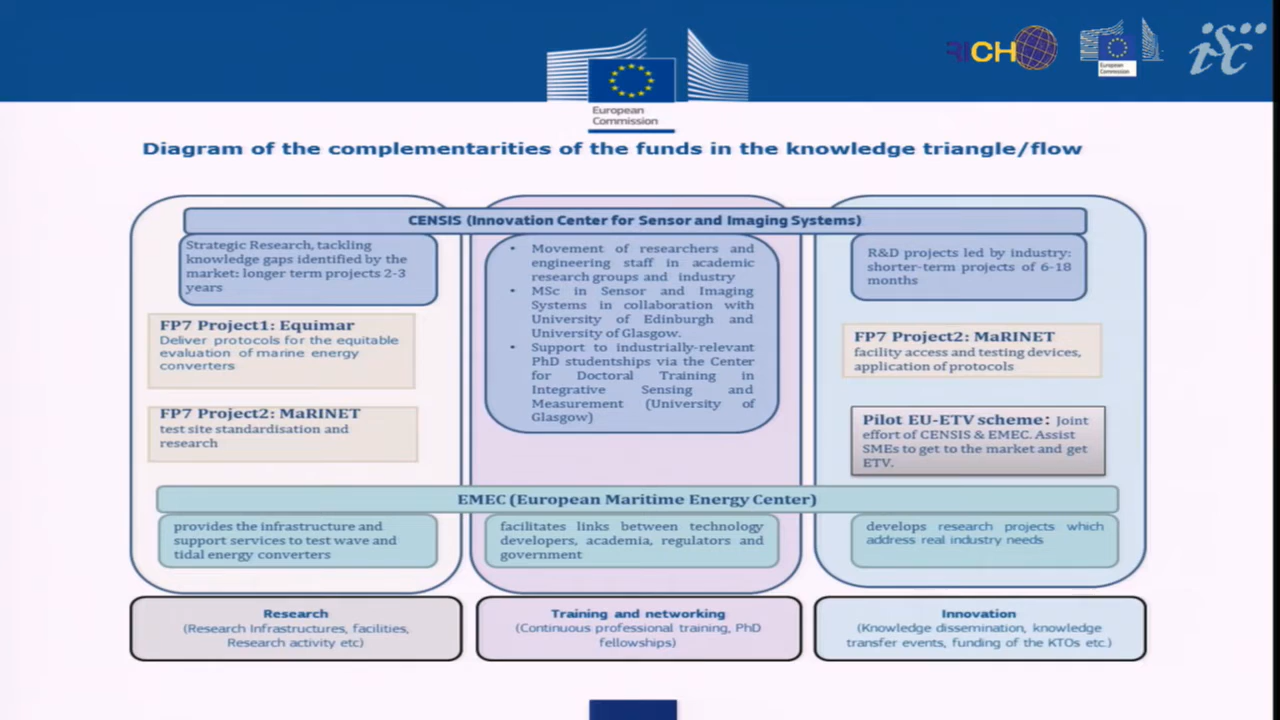 RICH
European
Commission
isc
European
Commission
Diagram of the complementarities of the funds in the knowledge triangle/flow
CENSIS (Innovation Center for Sensor and Imaging Systems)
Strategic Research, tackling
knowledge gaps identified by the
market: longer term projects 2-3
years
FP7 Project1: Equimar
Deliver protocols for the equitable
evaluation of marine energy
converters
FP7 Project2: MaRINET
test site standardisation and
research
• Movement of researchers and
engineering staff in academic
research groups and industry
• MSc in Sensor and Imaging
Systems in collaboration with
University of Edinburgh and
University of Glasgow.
• Support to industrially-relevant
PhD studentships via the Center
for Doctoral Training in
Integrative Sensing and
Measurement (University of
Glasgow)
R&D projects led by industry:
shorter-term projects of 6-18
months
FP7 Project2: MaRINET
facility access and testing devices,
application of protocols
Pilot EU-ETV scheme: Joint
effort of CENSIS & EMEC. Assist
SMEs to get to the market and get
ETV.
EMEC (European Maritime Energy Center)
provides the infrastructure and
support services to test wave and
tidal energy converters
facilitates links between technology
developers, academia, regulators and
government
develops research projects which
address real industry needs
Research
(Research Infrastructures, facilities,
Research activity etc)
Training and networking
(Continuous professional training, PhD
fellowships)
Innovation
(Knowledge dissemination, knowledge
transfer events, funding of the KTOs etc.)